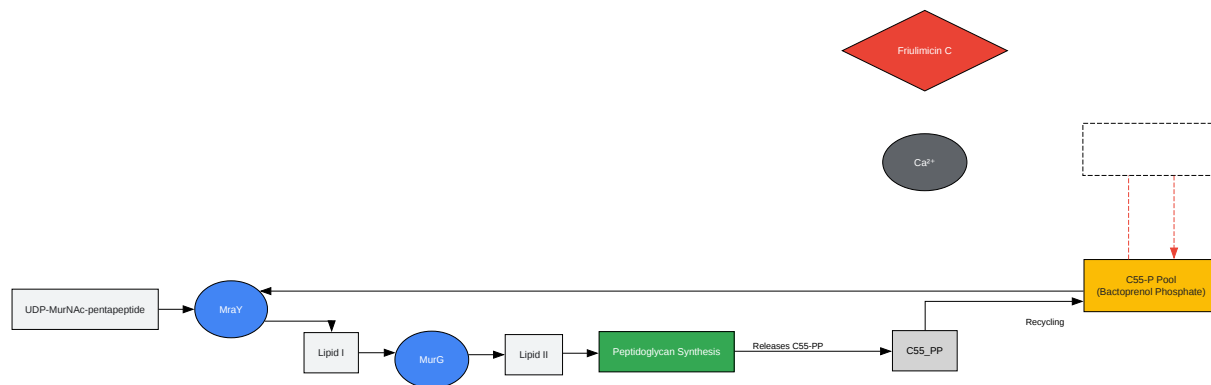 Friulimicin C
Ca²⁺
C55-P Pool
(Bactoprenol Phosphate)
UDP-MurNAc-pentapeptide
MraY
Recycling
Lipid I
MurG
Lipid II
Peptidoglycan Synthesis
Releases C55-PP
C55_PP